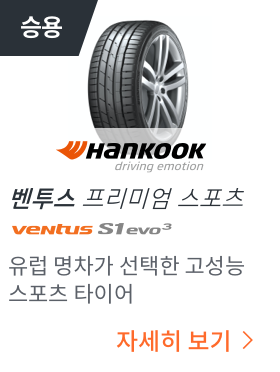 승용
HANKOOK
driving emotion
벤투스 프리미엄 스포츠
ventus S1 evo³
유럽 명차가 선택한 고성능
스포츠 타이어
자세히 보기 >